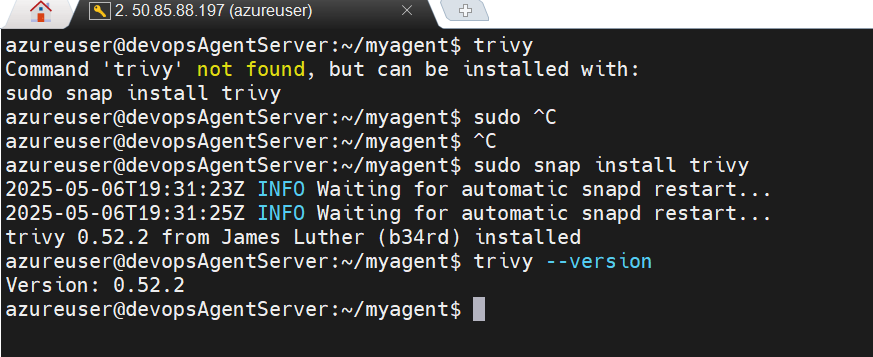 2. 50.85.88.197 (azureuser)
azureuser@devopsAgentServer:~/myagent$ trivy
Command 'trivy' not found, but can be installed with:
sudo snap install trivy
azureuser@devopsAgentServer:~/myagent$ sudo ^C
azureuser@devopsAgentServer:~/myagent$ ^C
azureuser@devopsAgentServer:~/myagent$ sudo snap install trivy
2025-05-06T19:31:23Z INFO Waiting for automatic snapd restart...
2025-05-06T19:31:25Z INFO Waiting for automatic snapd restart...
trivy 0.52.2 from James Luther (b34rd) installed
azureuser@devopsAgentServer:~/myagent$ trivy --version
Version: 0.52.2
azureuser@devopsAgentServer:~/myagent$